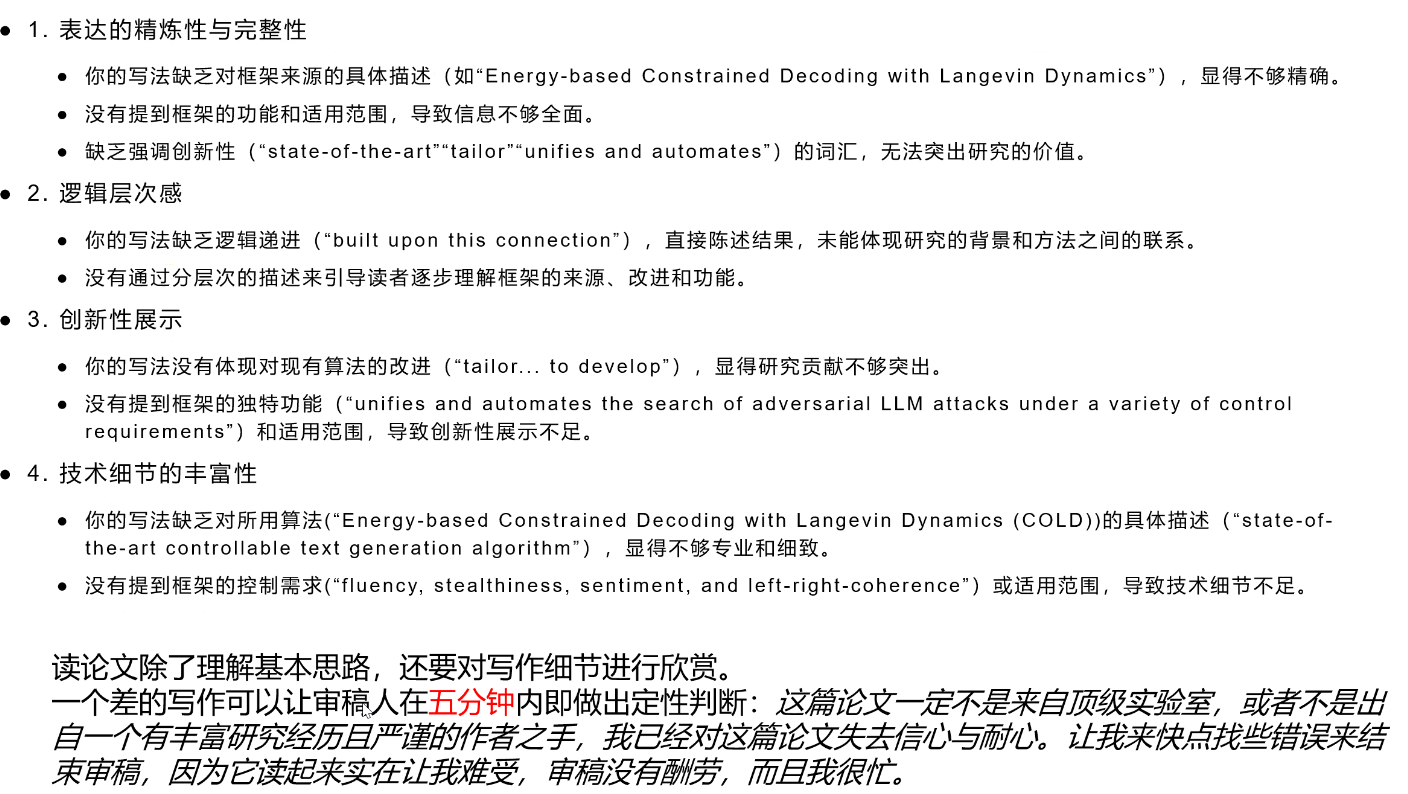 ● 1. 表达的精炼性与完整性
● 你的写法缺乏对框架来源的具体描述（如“Energy-based Constrained Decoding with Langevin Dynamics”），显得不够精确。
● 没有提到框架的功能和适用范围，导致信息不够全面。
● 缺乏强调创新性（“state-of-the-art”“tailor”“unifies and automates”）的词汇，无法突出研究的价值。
● 2. 逻辑层次感
● 你的写法缺乏逻辑递进（“built upon this connection”），直接陈述结果，未能体现研究的背景和方法之间的联系。
● 没有通过分层次的描述来引导读者逐步理解框架的来源、改进和功能。
● 3. 创新性展示
● 你的写法没有体现对现有算法的改进（“tailor... to develop”），显得研究贡献不够突出。
● 没有提到框架的独特功能（“unifies and automates the search of adversarial LLM attacks under a variety of control
requirements”）和适用范围，导致创新性展示不足。
● 4. 技术细节的丰富性
● 你的写法缺乏对所用算法(“Energy-based Constrained Decoding with Langevin Dynamics (COLD))的具体描述（“state-of-
the-art controllable text generation algorithm”），显得不够专业和细致。
● 没有提到框架的控制需求(“fluency, stealthiness, sentiment, and left-right-coherence”）或适用范围，导致技术细节不足。
读论文除了理解基本思路，还要对写作细节进行欣赏。
一个差的写作可以让审稿人在五分钟内即做出定性判断：这篇论文一定不是来自顶级实验室，或者不是出
自一个有丰富研究经历且严谨的作者之手，我已经对这篇论文失去信心与耐心。让我来快点找些错误来结
束审稿，因为它读起来实在让我难受，审稿没有酬劳，而且我很忙。